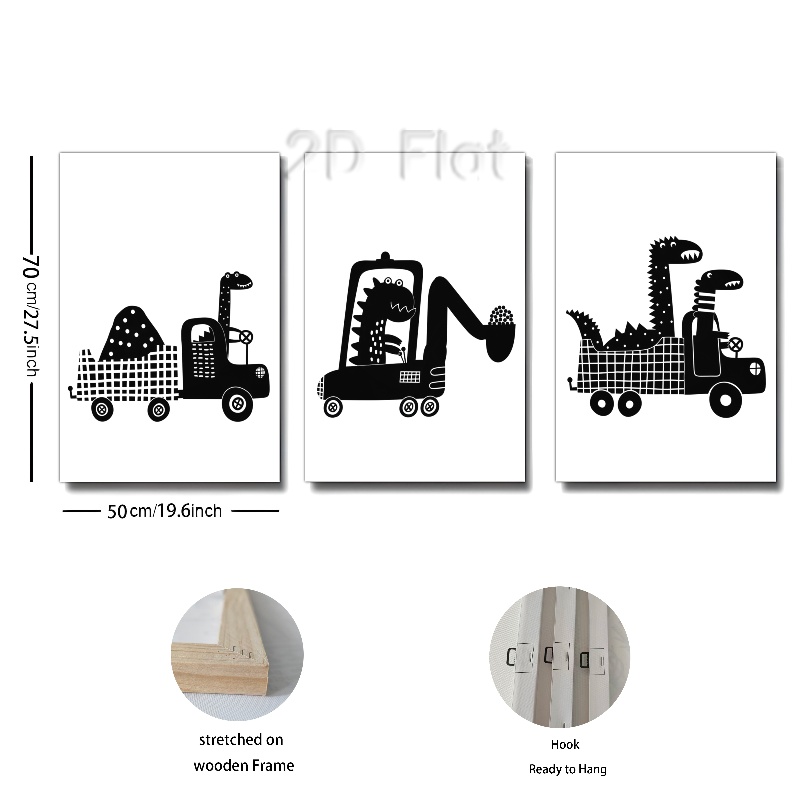 2D Flat
70 cm/27.5inch
50cm/19.6inch
stretched on
wooden Frame
Hook
Ready to Hang